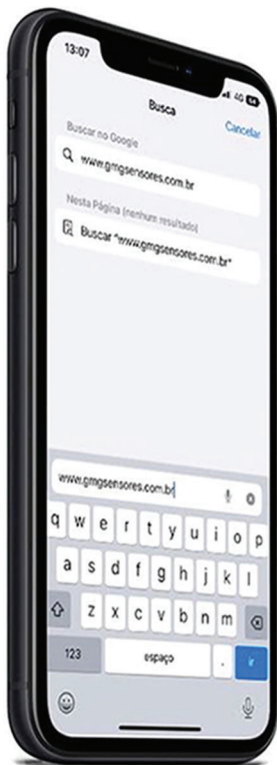 13:07
4G 64
Busca
Cancelar
Buscar no Google
www.gmgsensores.com.br
Nesta Página (nenhum resultado)
Buscar "www.gmgsensores.com.br"
www.gmgsensores.com.br
q w e r t y u i o p
a s d f g h j k l
z x c v b n m
123 espaço . ir